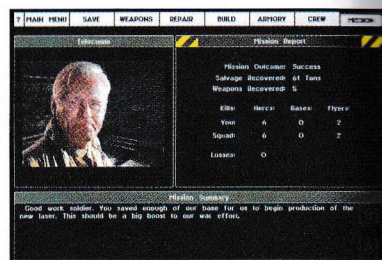 ? MAIN MENU SAVE WEAPONS REPAIR BUILD ARMORY CREW MISSION
Telecomm
Mission Report
Mission Outcome: Success
Salvage Recovered: 61 Tons
Weapons Recovered: 5
Kills: Hercs: Bases: Flyers:
You: 6 0 2
Squad: 6 0 2
Losses: 0
Mission Summary
Good work soldier. You saved enough of our base for us to begin production of the
new laser. This should be a big boost to our war effort.